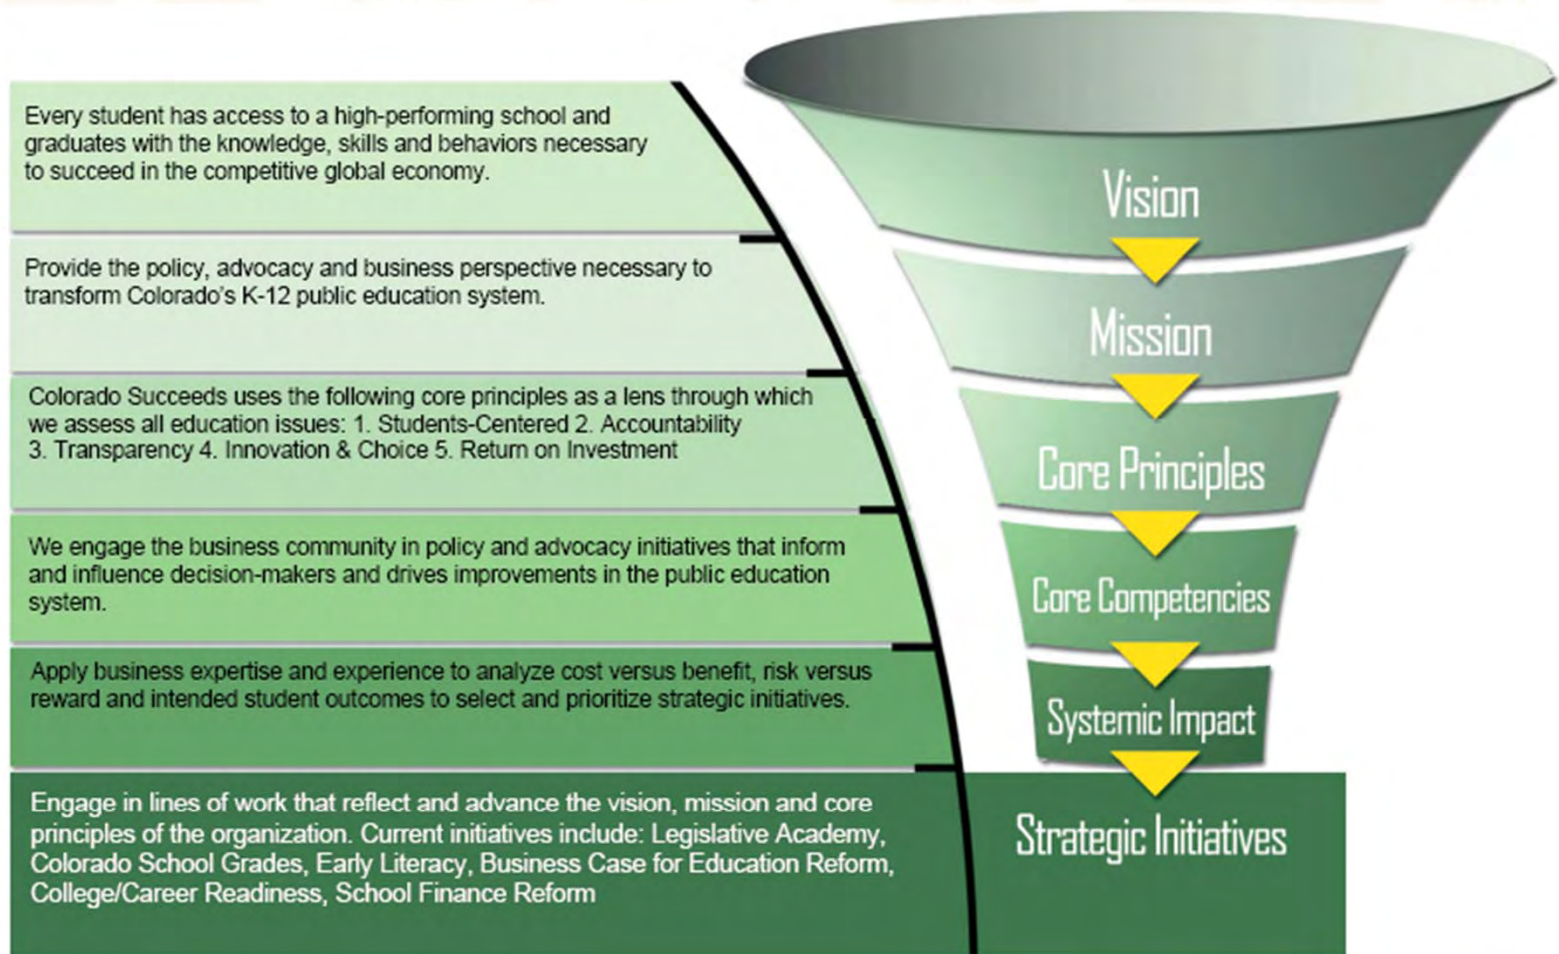 Every student has access to a high-performing school and
graduates with the knowledge, skills and behaviors necessary
to succeed in the competitive global economy.
Vision
Provide the policy, advocacy and business perspective necessary to
transform Colorado's K-12 public education system.
Mission
Colorado Succeeds uses the following core principles as a lens through which
we assess all education issues: 1. Students-Centered 2. Accountability
3. Transparency 4. Innovation & Choice 5. Return on Investment
Core Principles
We engage the business community in policy and advocacy initiatives that inform
and influence decision-makers and drives improvements in the public education
system.
Core Competencies
Apply business expertise and experience to analyze cost versus benefit, risk versus
reward and intended student outcomes to select and prioritize strategic initiatives.
Systemic Impact
Engage in lines of work that reflect and advance the vision, mission and core
principles of the organization. Current initiatives include: Legislative Academy,
Colorado School Grades, Early Literacy, Business Case for Education Reform,
College/Career Readiness, School Finance Reform
Strategic Initiatives